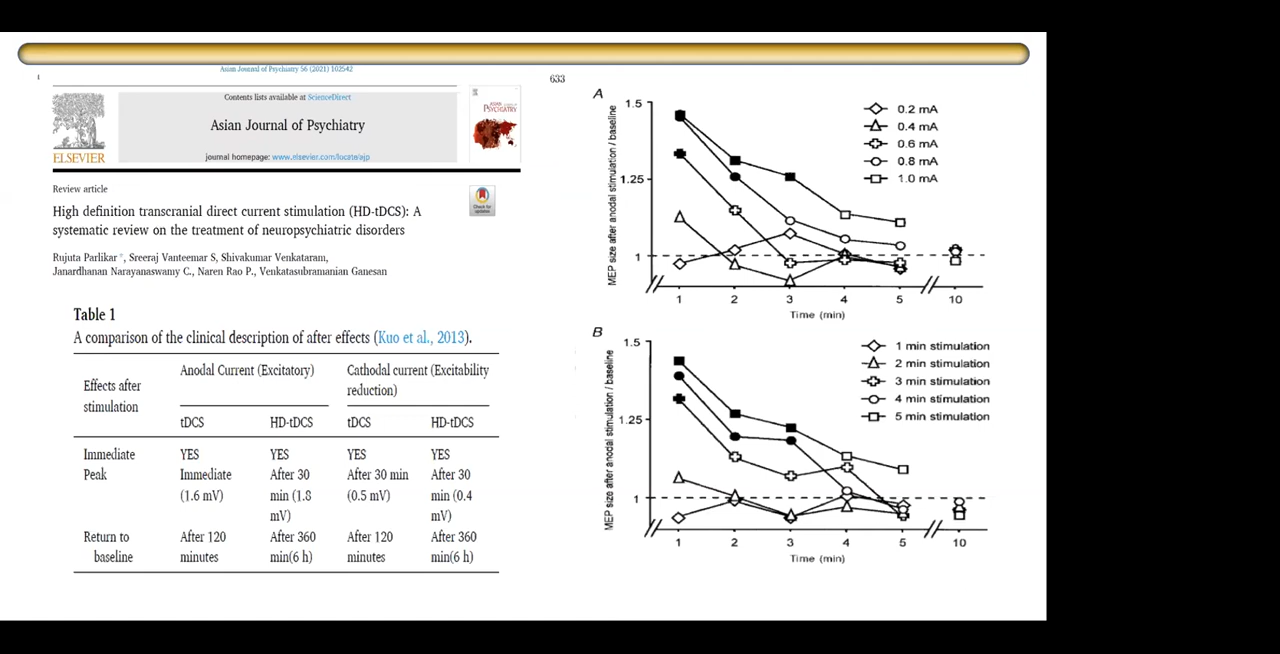 Asian Journal of Psychiatry 56 (2021) 102542
Contents lists available at ScienceDirect
Asian Journal of Psychiatry
journal homepage: www.elsevier.com/locate/ajp
ELSEVIER
ASIAN
PSYCHIATRY
Review article
Check for
updates
High definition transcranial direct current stimulation (HD-tDCS): A
systematic review on the treatment of neuropsychiatric disorders
Rujuta Parlikar *, Sreeraj Vanteemar S, Shivakumar Venkataram,
Janardhanan Narayanaswamy C, Naren Rao P., Venkatasubramanian Ganesan
Table 1
A comparison of the clinical description of after effects (Kuo et al., 2013).
Effects after
stimulation
Anodal Current (Excitatory)
Cathodal current (Excitability
reduction)
tDCS HD-tDCS tDCS HD-tDCS
Immediate YES YES YES YES
Peak Immediate After 30 After 30 min After 30
(1.6 mV) min (1.8 (0.5 mV) min (0.4
mV) mV)
Return to After 120 After 360 After 120 After 360
baseline minutes min(6 h) minutes min(6 h)
633
A
MEP size after anodal stimulation / baseline
1.5
1.25
1
0.2 mA
0.4 mA
0.6 mA
0.8 mA
1.0 mA
1 2 3 4 5 10
Time (min)
B
MEP size after anodal stimulation / baseline
1.5
1.25
1
1 min stimulation
2 min stimulation
3 min stimulation
4 min stimulation
5 min stimulation
1 2 3 4 5 10
Time (min)